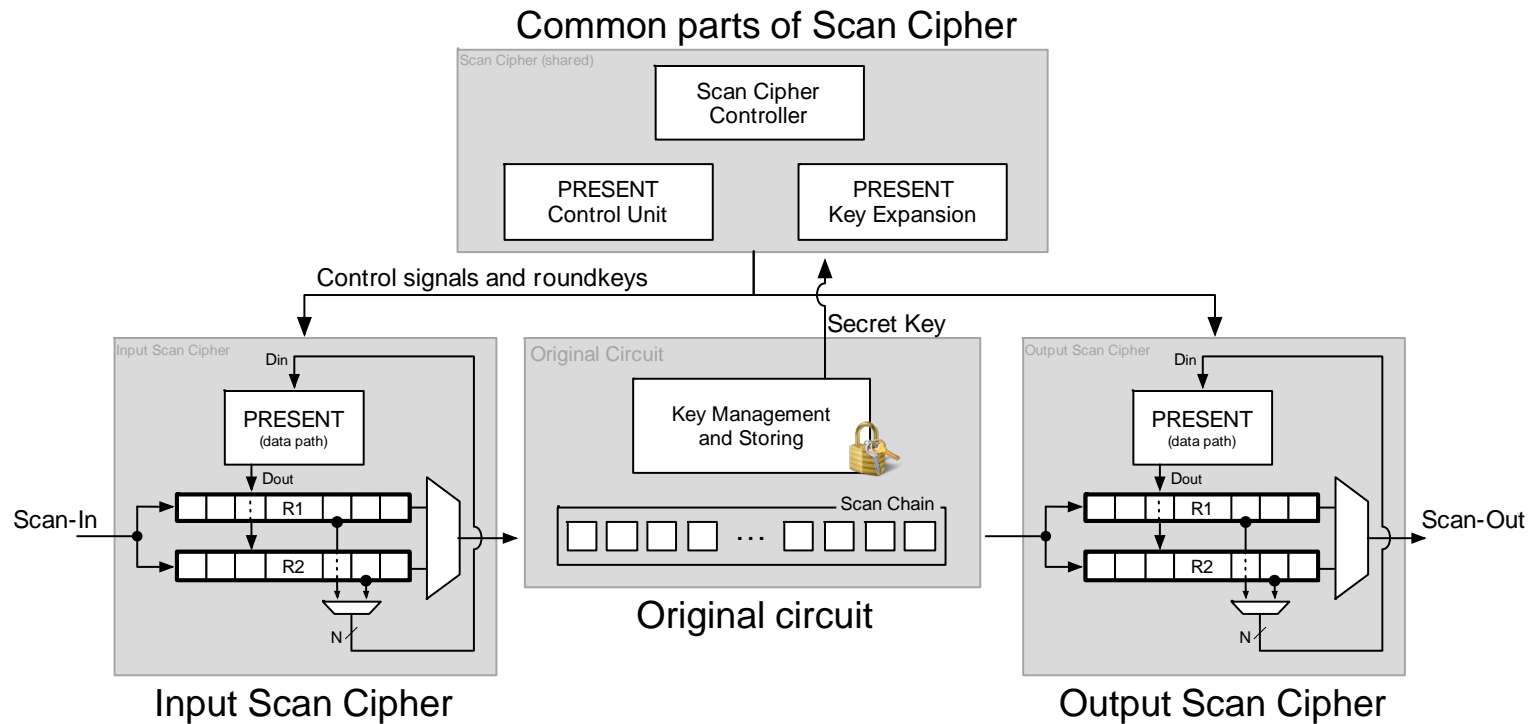 Common parts of Scan Cipher
Scan Cipher (shared)
Scan Cipher
Controller
PRESENT
Control Unit
PRESENT
Key Expansion
Control signals and roundkeys
Secret Key
Input Scan Cipher
Din
PRESENT
(data path)
Dout
Scan-In
R1
R2
N
Input Scan Cipher
Original Circuit
Key Management
and Storing
Scan Chain
...
Original circuit
Output Scan Cipher
Din
PRESENT
(data path)
Dout
R1
R2
N
Scan-Out
Output Scan Cipher